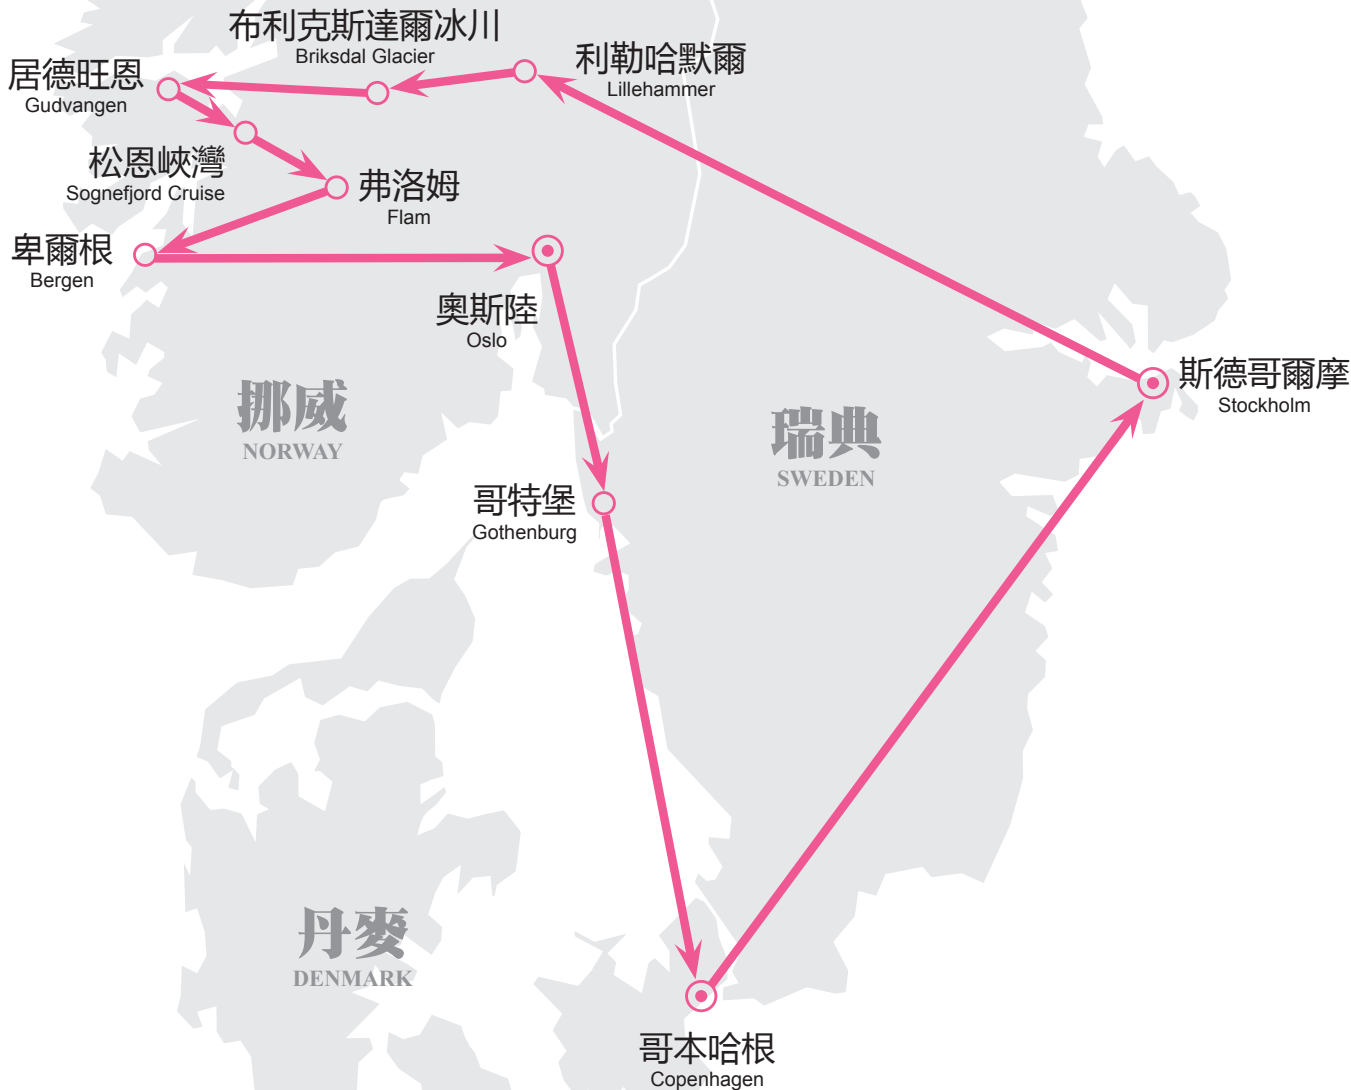 布利克斯達爾冰川
Briksdal Glacier
利勒哈默爾
Lillehammer
居德旺恩
Gudvangen
松恩峽灣
Sognefjord Cruise
弗洛姆
Flam
卑爾根
Bergen
奧斯陸
Oslo
斯德哥爾摩
Stockholm
挪威
NORWAY
瑞典
SWEDEN
哥特堡
Gothenburg
丹麥
DENMARK
哥本哈根
Copenhagen